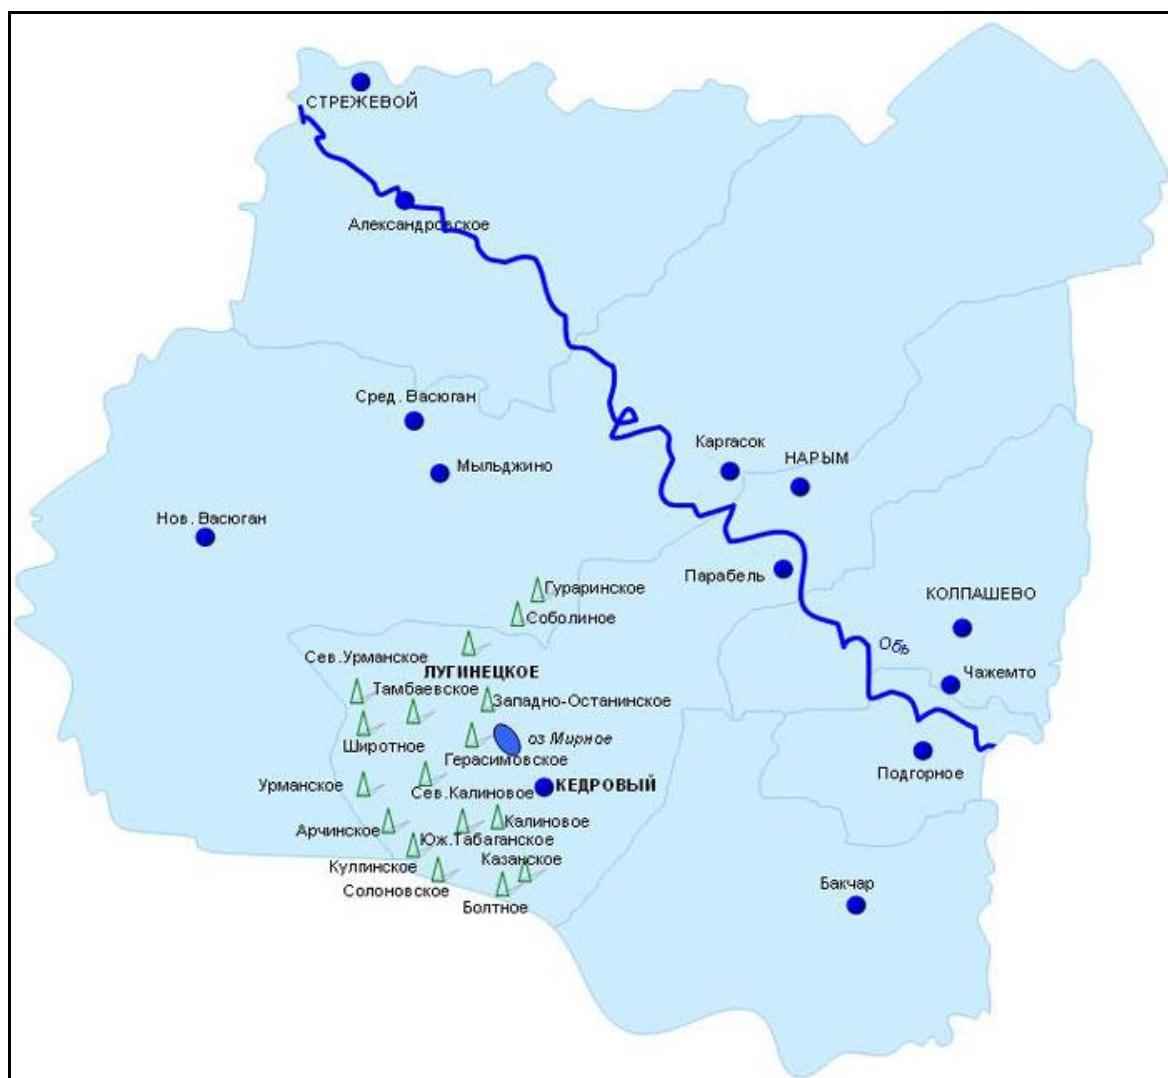 СТРЕЖЕВОЙ
Александровское
Сред. Васюган
Каргасок
НАРЫМ
Мыльджино
Нов. Васюган
Парабель
Гураринское
КОЛПАШЕВО
Соболиное
Обь
Сев.Урманское
ЛУГИНЕЦКОЕ
Чажемто
Тамбаевское
Западно-Останинское
оз Мирное
Широтное
Герасимовское
Подгорное
Урманское
Сев.Калиновое
КЕДРОВЫЙ
Калиновое
Арчинское
Юж.Табаганское
Казанское
Кулгинское
Солоновское
Бакчар
Болтное